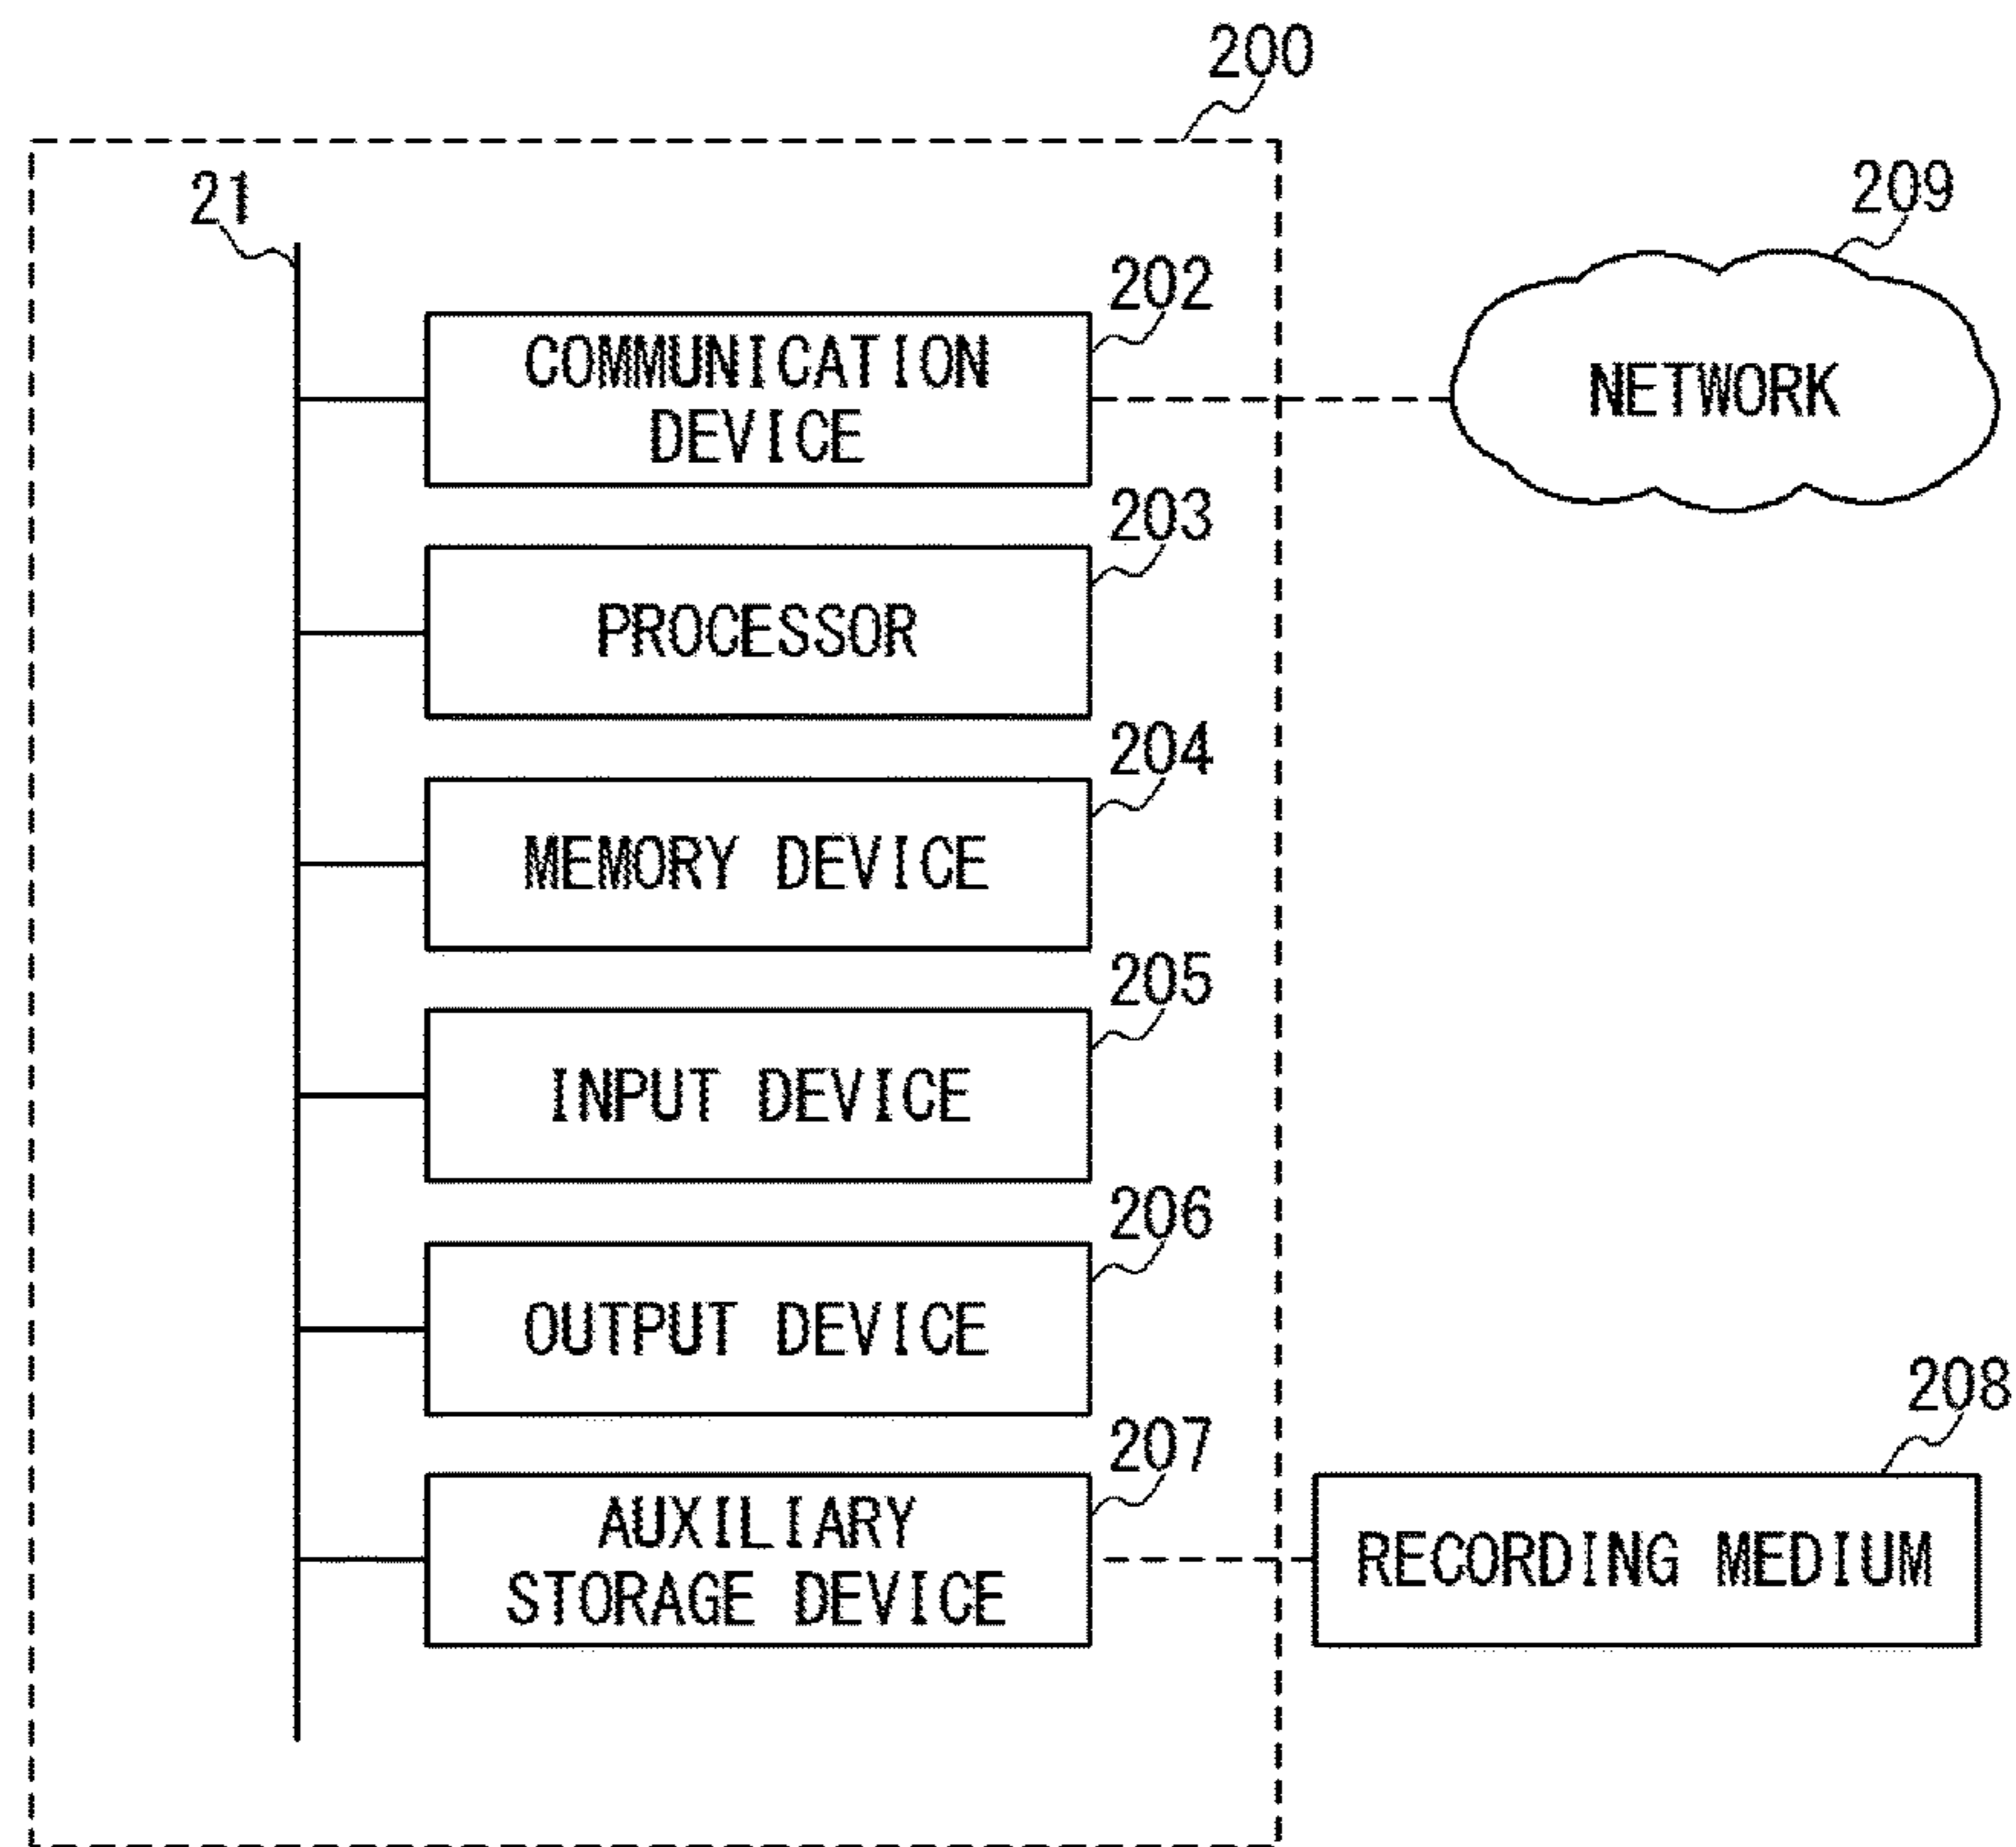 200
21
209
202
COMMUNICATION
DEVICE
NETWORK
203
PROCESSOR
204
MEMORY DEVICE
205
INPUT DEVICE
206
OUTPUT DEVICE
207
208
AUXILIARY
STORAGE DEVICE
RECORDING MEDIUM